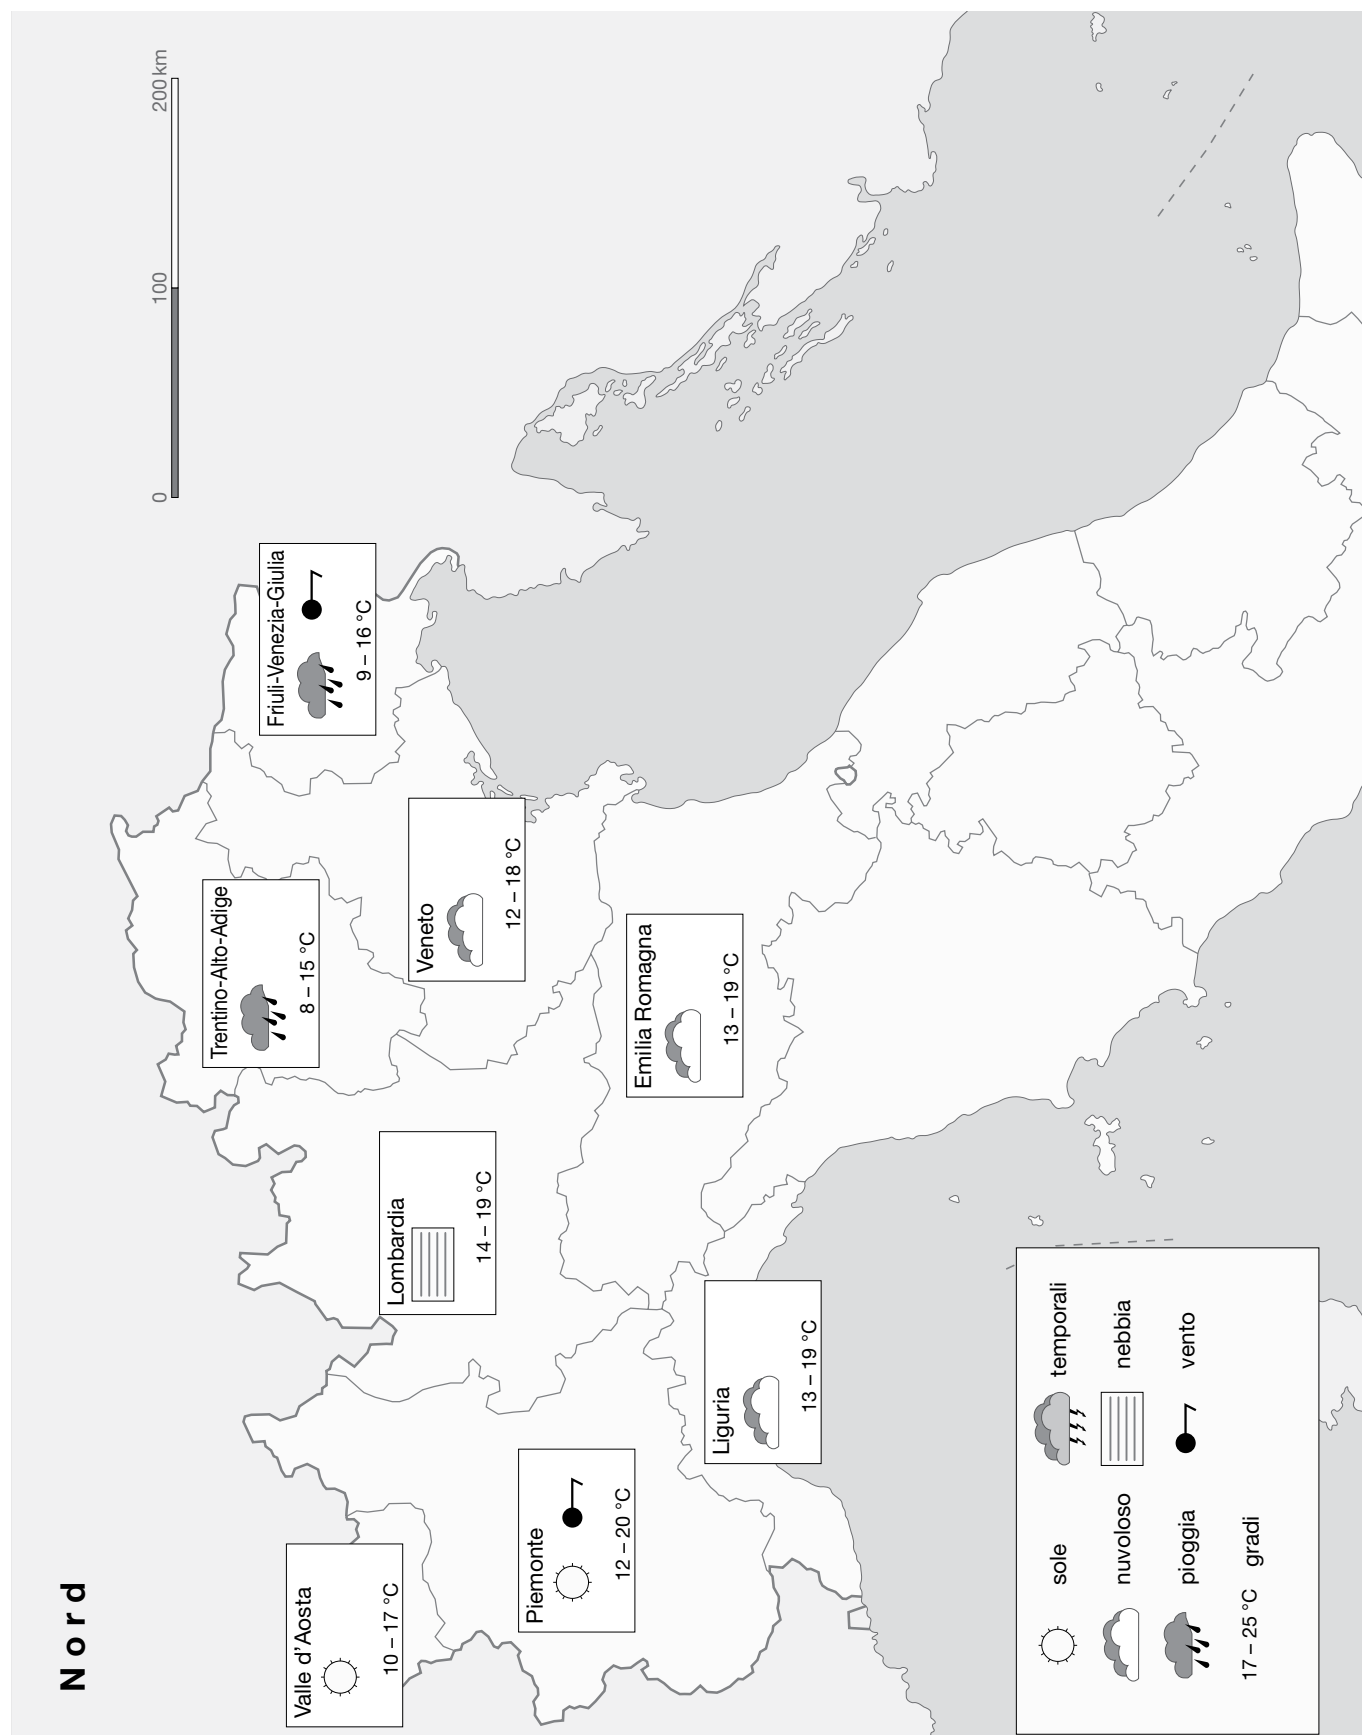 Nord
0 100 200 km
Valle d'Aosta
10 – 17 °C
Piemonte
12 – 20 °C
Lombardia
14 – 19 °C
Trentino-Alto-Adige
8 – 15 °C
Friuli-Venezia-Giulia
9 – 16 °C
Veneto
12 – 18 °C
Emilia Romagna
13 – 19 °C
Liguria
13 – 19 °C
sole temporali
nuvoloso nebbia
pioggia vento
17 – 25 °C gradi